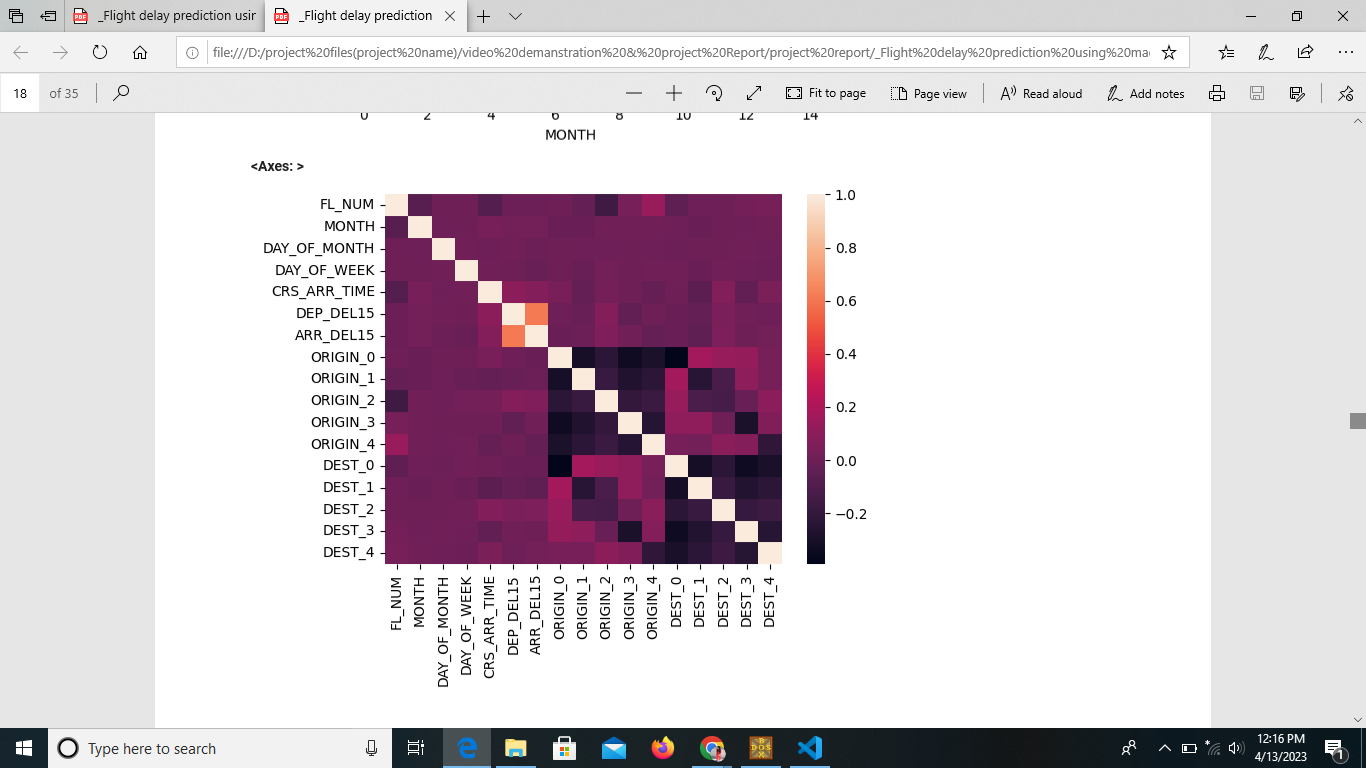 _Flight delay prediction usir
_Flight delay prediction
file:///D:/project%20files(project%20name)/video%20demanstration%20&%20project%20Report/project%20report/_Flight%20delay%20prediction%20using%20ma
18 of 35
Fit to page
Page view
Read aloud
Add notes
0 2 4 6 8 10 12 14
MONTH
<Axes: >
FL_NUM
MONTH
DAY_OF_MONTH
DAY_OF_WEEK
CRS_ARR_TIME
DEP_DEL15
ARR_DEL15
ORIGIN_0
ORIGIN_1
ORIGIN_2
ORIGIN_3
ORIGIN_4
DEST_0
DEST_1
DEST_2
DEST_3
DEST_4
1.0
0.8
0.6
0.4
0.2
0.0
−0.2
FL_NUM
MONTH
DAY_OF_MONTH
DAY_OF_WEEK
CRS_ARR_TIME
DEP_DEL15
ARR_DEL15
ORIGIN_0
ORIGIN_1
ORIGIN_2
ORIGIN_3
ORIGIN_4
DEST_0
DEST_1
DEST_2
DEST_3
DEST_4
Type here to search
12:16 PM
4/13/2023
1